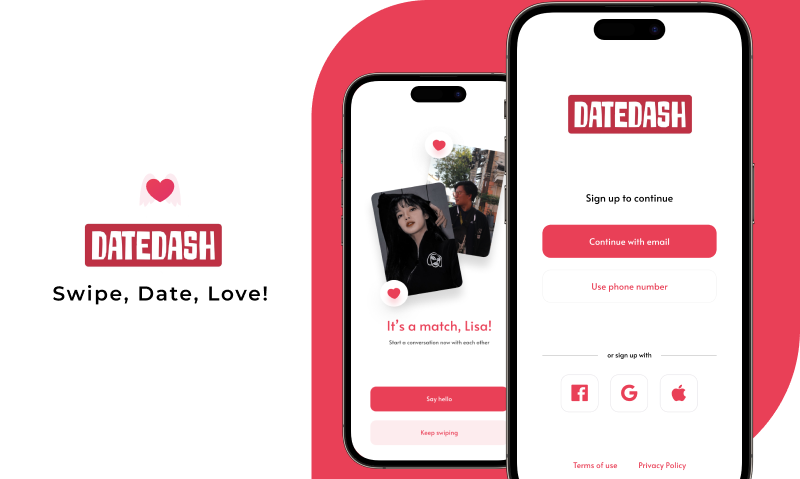 DATEDASH
Swipe, Date, Love!
It's a match, Lisa!
Start a conversation now with each other
Say hello
Keep swiping
DATEDASH
Sign up to continue
Continue with email
Use phone number
or sign up with
Terms of use
Privacy Policy